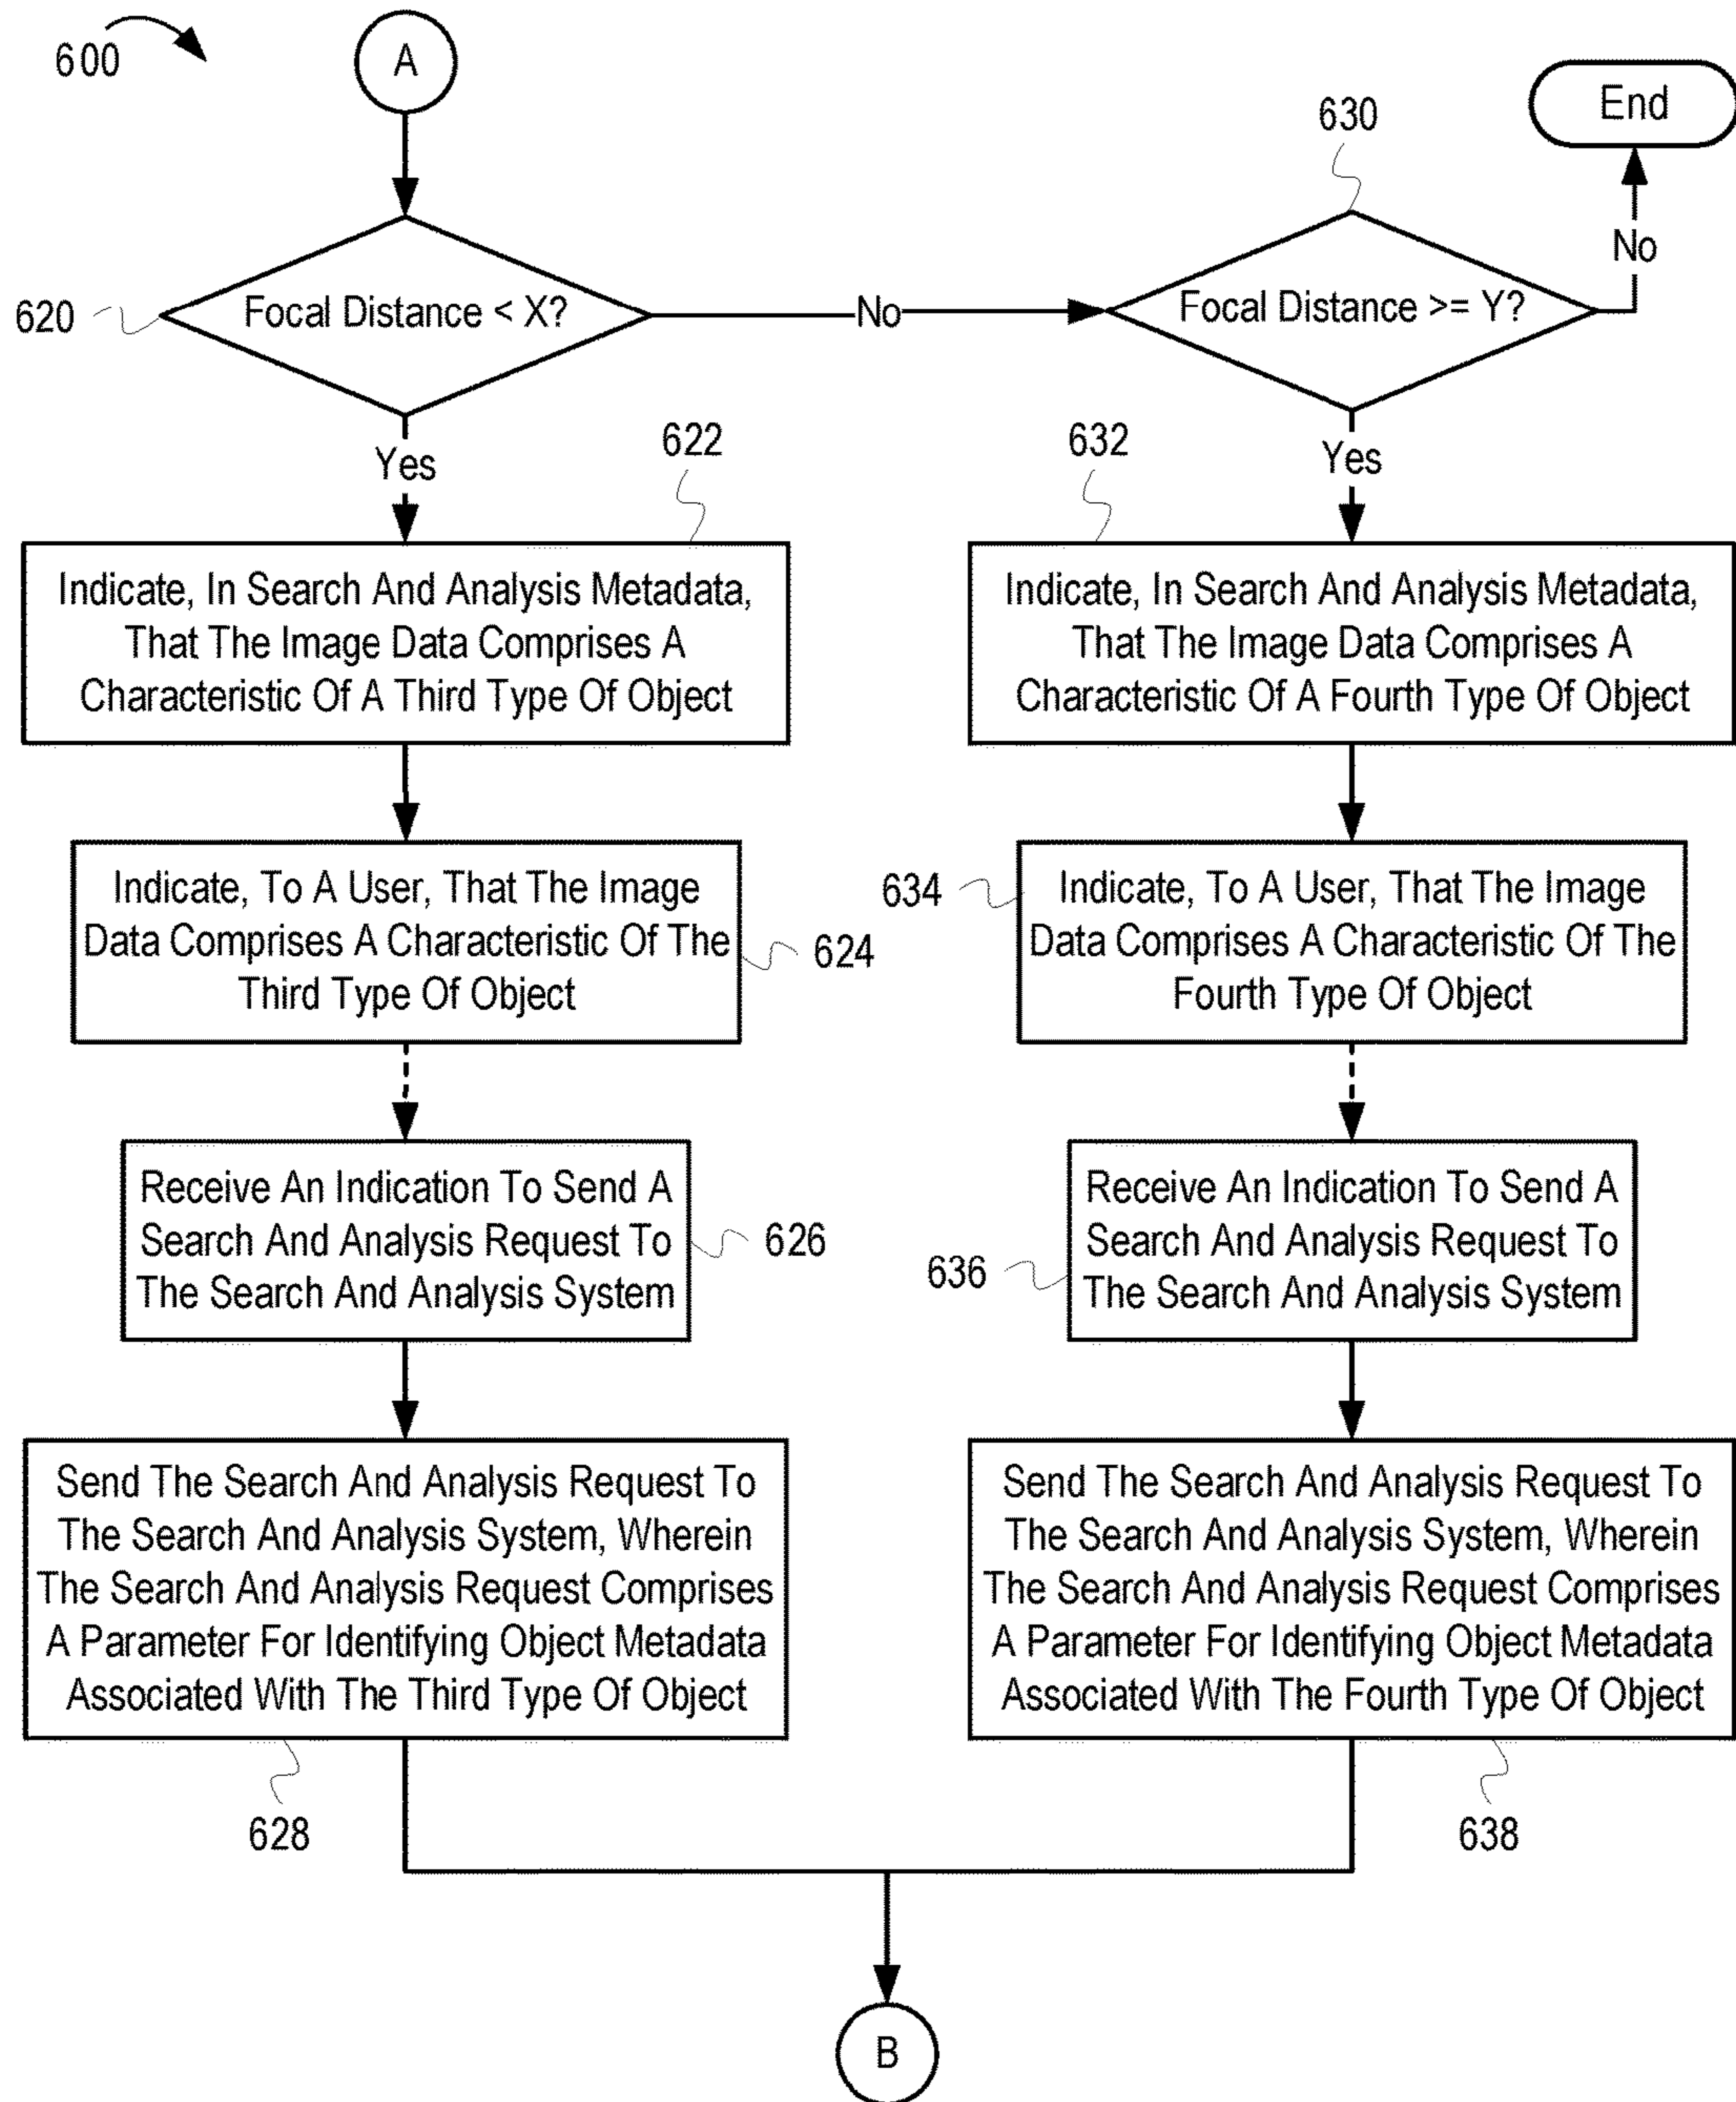 600
A
End
630
No
620
Focal Distance < X?
No
Focal Distance >= Y?
Yes
Yes
622
632
Indicate, In Search And Analysis Metadata,
That The Image Data Comprises A
Characteristic Of A Third Type Of Object
Indicate, In Search And Analysis Metadata,
That The Image Data Comprises A
Characteristic Of A Fourth Type Of Object
Indicate, To A User, That The Image
Data Comprises A Characteristic Of The
Third Type Of Object
624
634
Indicate, To A User, That The Image
Data Comprises A Characteristic Of The
Fourth Type Of Object
Receive An Indication To Send A
Search And Analysis Request To
The Search And Analysis System
626
636
Receive An Indication To Send A
Search And Analysis Request To
The Search And Analysis System
Send The Search And Analysis Request To
The Search And Analysis System, Wherein
The Search And Analysis Request Comprises
A Parameter For Identifying Object Metadata
Associated With The Third Type Of Object
Send The Search And Analysis Request To
The Search And Analysis System, Wherein
The Search And Analysis Request Comprises
A Parameter For Identifying Object Metadata
Associated With The Fourth Type Of Object
628
638
B